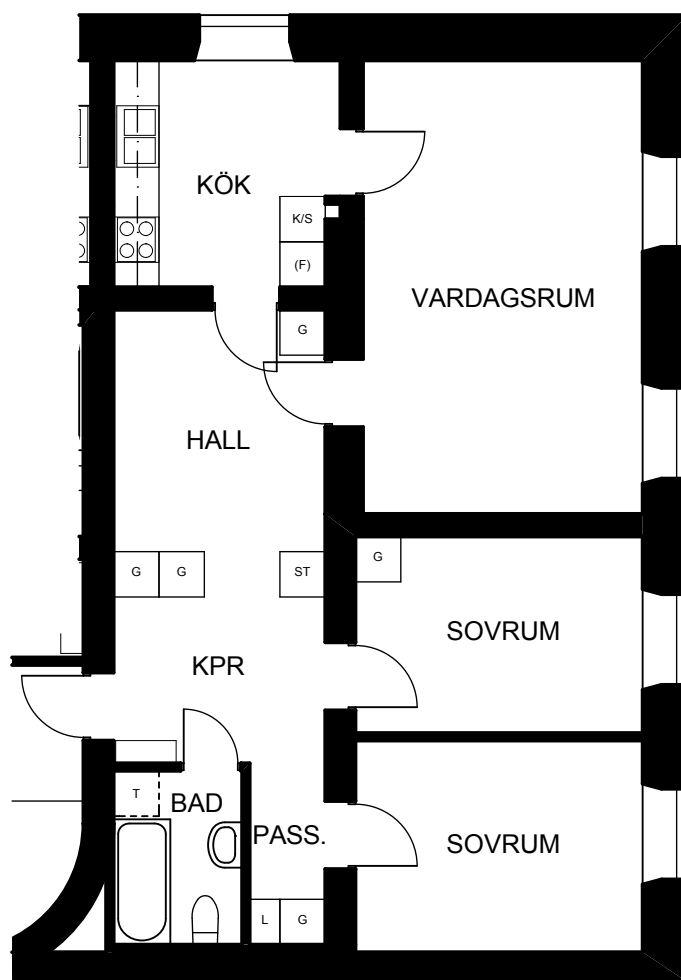 KÖK
K/S
(F)
VARDAGSRUM
G
HALL
G
G
ST
G
SOVRUM
KPR
T
BAD
PASS.
SOVRUM
L
G